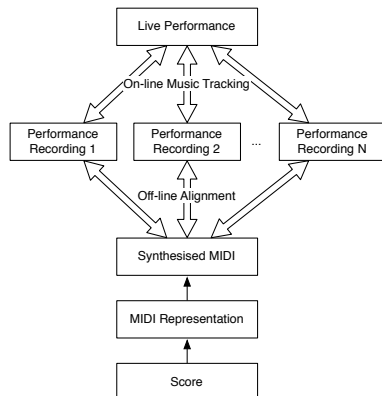 Live Performance
On-line Music Tracking
Performance
Recording 1
Performance
Recording 2
...
Performance
Recording N
Off-line Alignment
Synthesised MIDI
MIDI Representation
Score